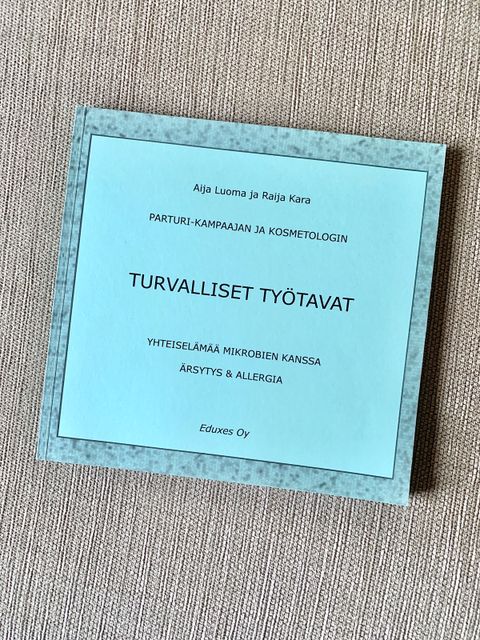 Aija Luoma ja Raija Kara
PARTURI-KAMPAAJAN JA KOSMETOLOGIN
TURVALLISET TYÖTAVAT
YHTEISELÄMÄÄ MIKROBIEN KANSSA
ÄRSYTYS & ALLERGIA
Eduxes Oy